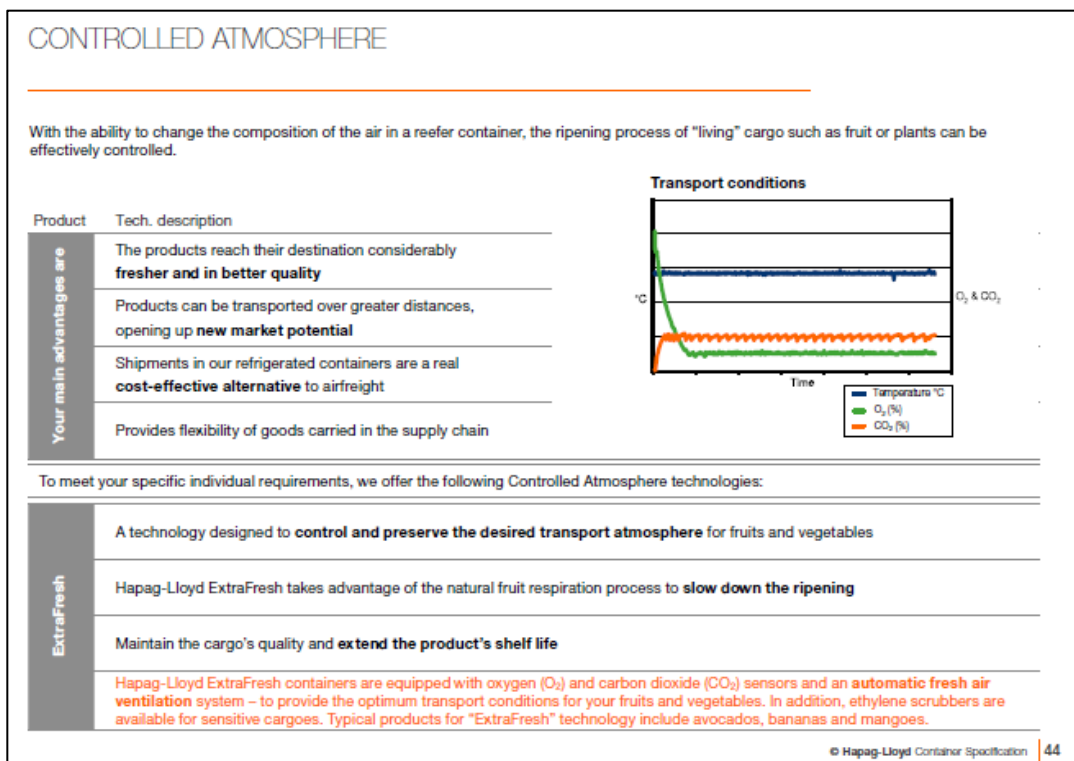 CONTROLLED ATMOSPHERE
With the ability to change the composition of the air in a reefer container, the ripening process of "living" cargo such as fruit or plants can be
effectively controlled.
Transport conditions
Product Tech. description
Your main advantages are
The products reach their destination considerably
fresher and in better quality
Products can be transported over greater distances,
opening up new market potential
Shipments in our refrigerated containers are a real
cost-effective alternative to airfreight
Provides flexibility of goods carried in the supply chain
°C
O₂ & CO₂
Time
Temperature °C
O₂ (%)
CO₂ (%)
To meet your specific individual requirements, we offer the following Controlled Atmosphere technologies:
ExtraFresh
A technology designed to control and preserve the desired transport atmosphere for fruits and vegetables
Hapag-Lloyd ExtraFresh takes advantage of the natural fruit respiration process to slow down the ripening
Maintain the cargo's quality and extend the product's shelf life
Hapag-Lloyd ExtraFresh containers are equipped with oxygen (O₂) and carbon dioxide (CO₂) sensors and an automatic fresh air
ventilation system – to provide the optimum transport conditions for your fruits and vegetables. In addition, ethylene scrubbers are
available for sensitive cargoes. Typical products for "ExtraFresh" technology include avocados, bananas and mangoes.
© Hapag-Lloyd Container Specification 44